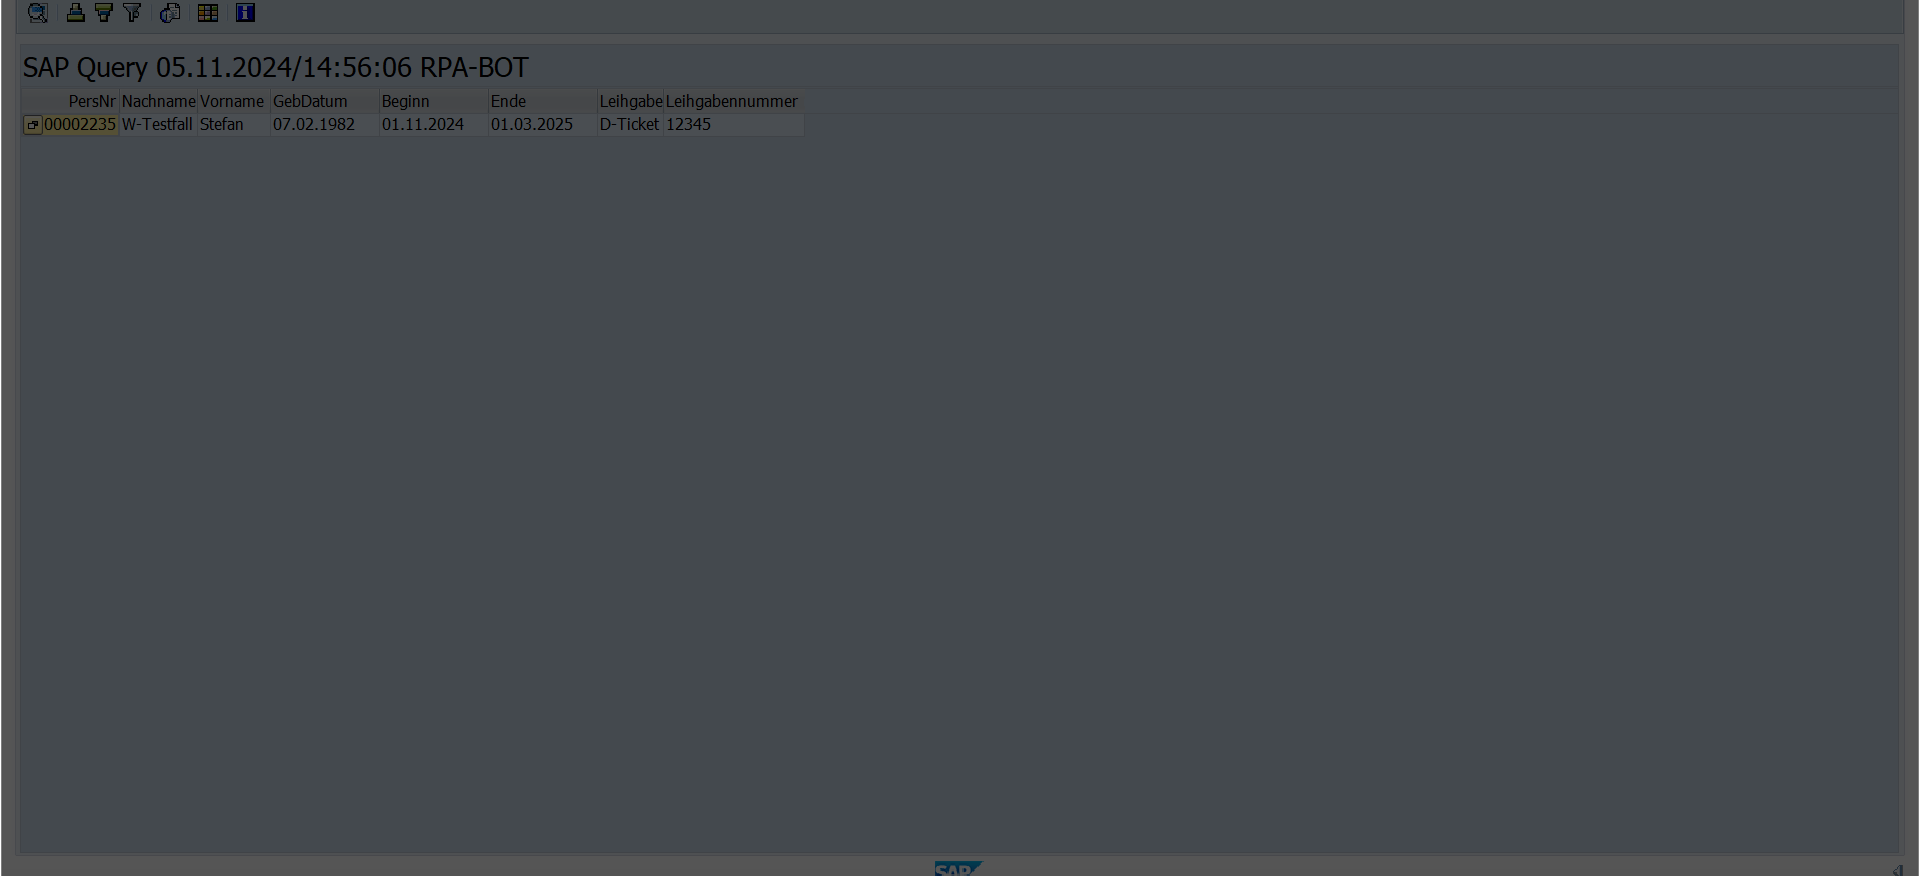 SAP Query 05.11.2024/14:56:06 RPA-BOT
PersNr Nachname Vorname GebDatum Beginn Ende Leihgabe Leihgabennummer
00002235 W-Testfall Stefan 07.02.1982 01.11.2024 01.03.2025 D-Ticket 12345
SAP